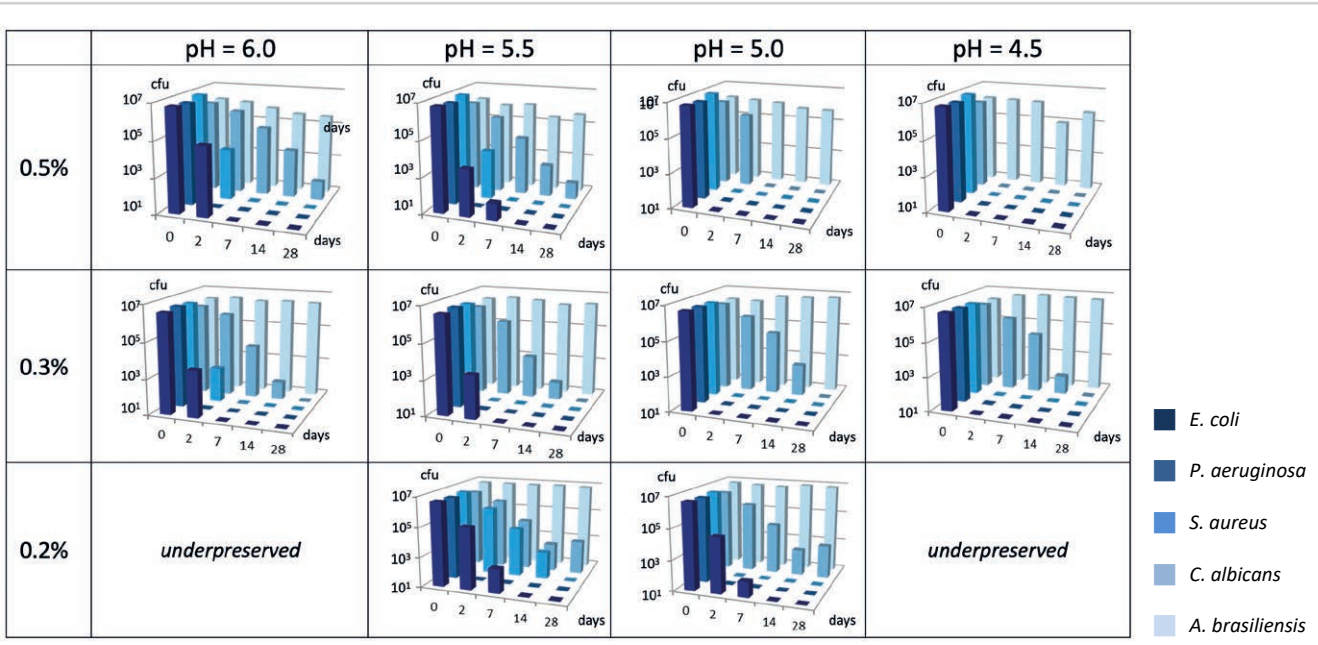 pH = 6.0 pH = 5.5 pH = 5.0 pH = 4.5
0.5%
cfu
10⁷
10⁵
10³
10¹
0 2 7 14 28
days
days
cfu
10⁷
10⁵
10³
10¹
0 2 7 14 28
days
cfu
10⁷
10⁵
10³
10¹
0 2 7 14 28
days
cfu
10⁷
10⁵
10³
10¹
0 2 7 14 28
days
0.3%
cfu
10⁷
10⁵
10³
10¹
0 2 7 14 28
days
cfu
10⁷
10⁵
10³
10¹
0 2 7 14 28
days
cfu
10⁷
10⁵
10³
10¹
0 2 7 14 28
days
cfu
10⁷
10⁵
10³
10¹
0 2 7 14 28
days
0.2%
underpreserved
cfu
10⁷
10⁵
10³
10¹
0 2 7 14 28
days
cfu
10⁷
10⁵
10³
10¹
0 2 7 14 28
days
underpreserved
E. coli
P. aeruginosa
S. aureus
C. albicans
A. brasiliensis